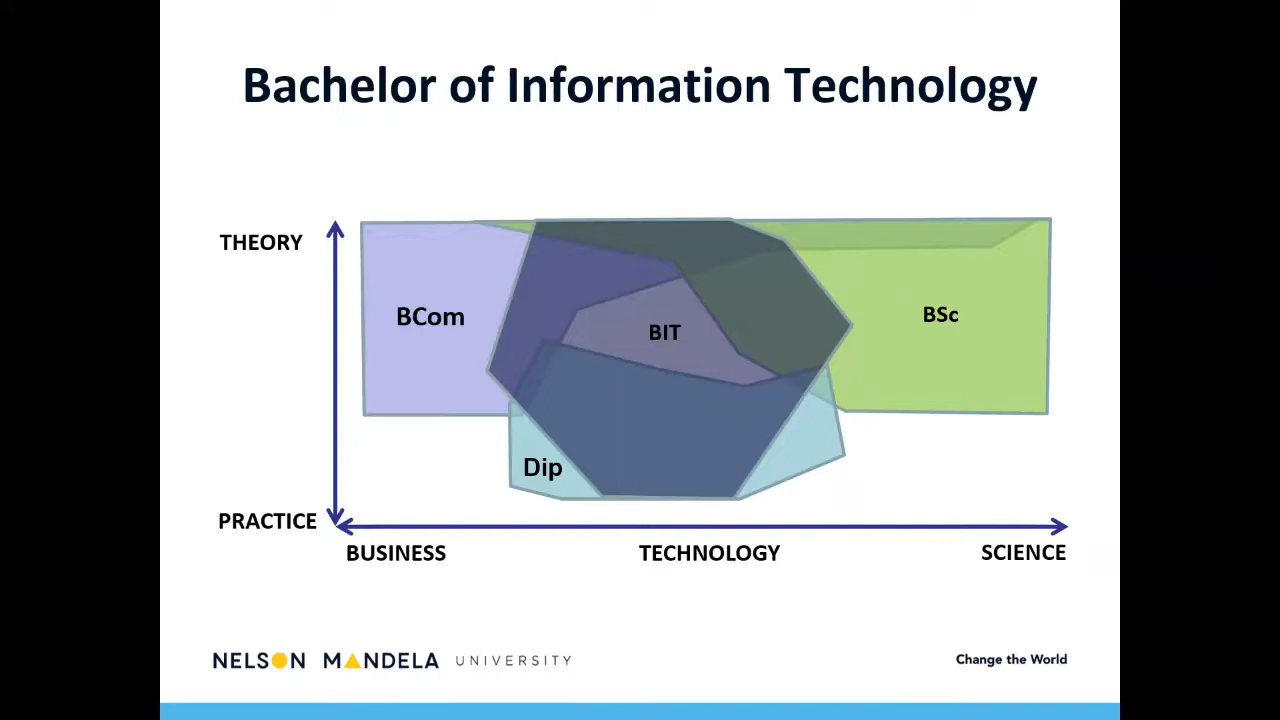 Bachelor of Information Technology
THEORY
BCom
BIT
BSc
Dip
PRACTICE
BUSINESS
TECHNOLOGY
SCIENCE
NELSON MANDELA UNIVERSITY
Change the World